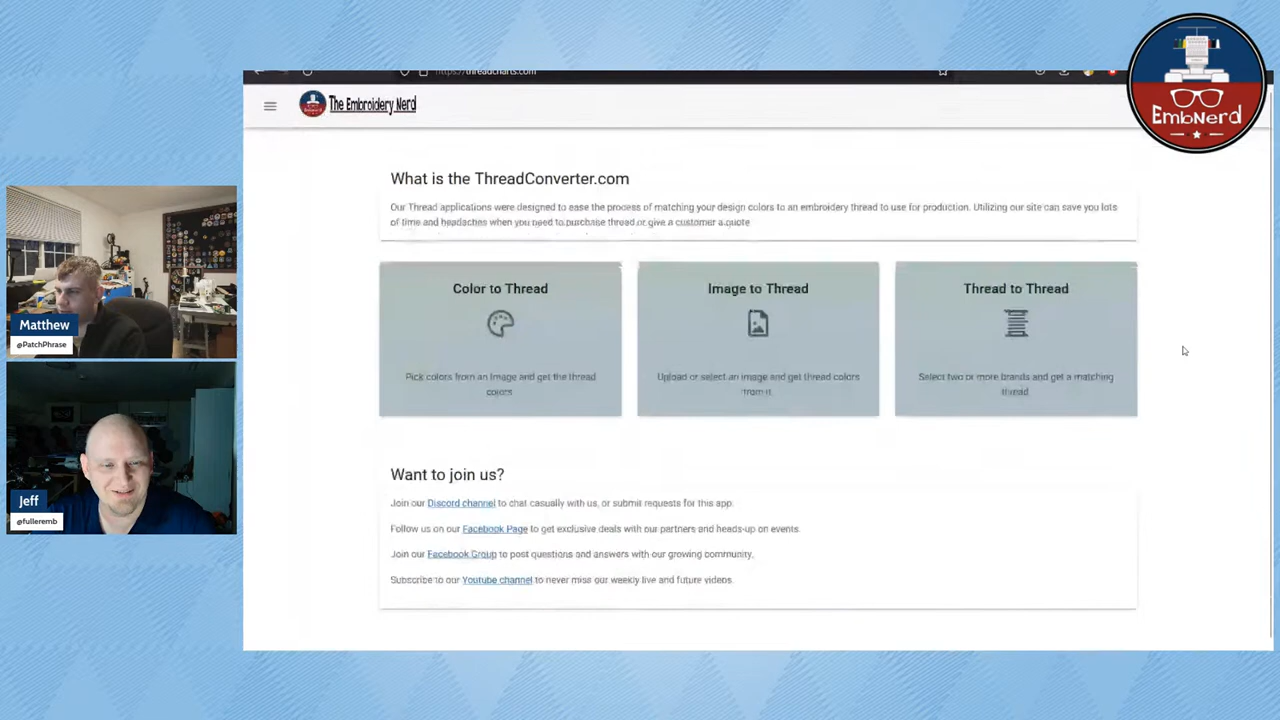 https://threadcharts.com
The Embroidery Nerd
EmbNerd
What is the ThreadConverter.com
Our Thread applications were designed to ease the process of matching your design colors to an embroidery thread to use for production. Utilizing our site can save you lots
of time and headaches when you need to purchase thread or give a customer a quote
Color to Thread
Pick colors from an image and get the thread
colors
Image to Thread
Upload or select an image and get thread colors
from it.
Thread to Thread
Select two or more brands and get a matching
thread
Matthew
@PatchPhrase
Jeff
@fulleremb
Want to join us?
Join our Discord channel to chat casually with us, or submit requests for this app.
Follow us on our Facebook Page to get exclusive deals with our partners and heads-up on events.
Join our Facebook Group to post questions and answers with our growing community.
Subscribe to our Youtube channel to never miss our weekly live and future videos.